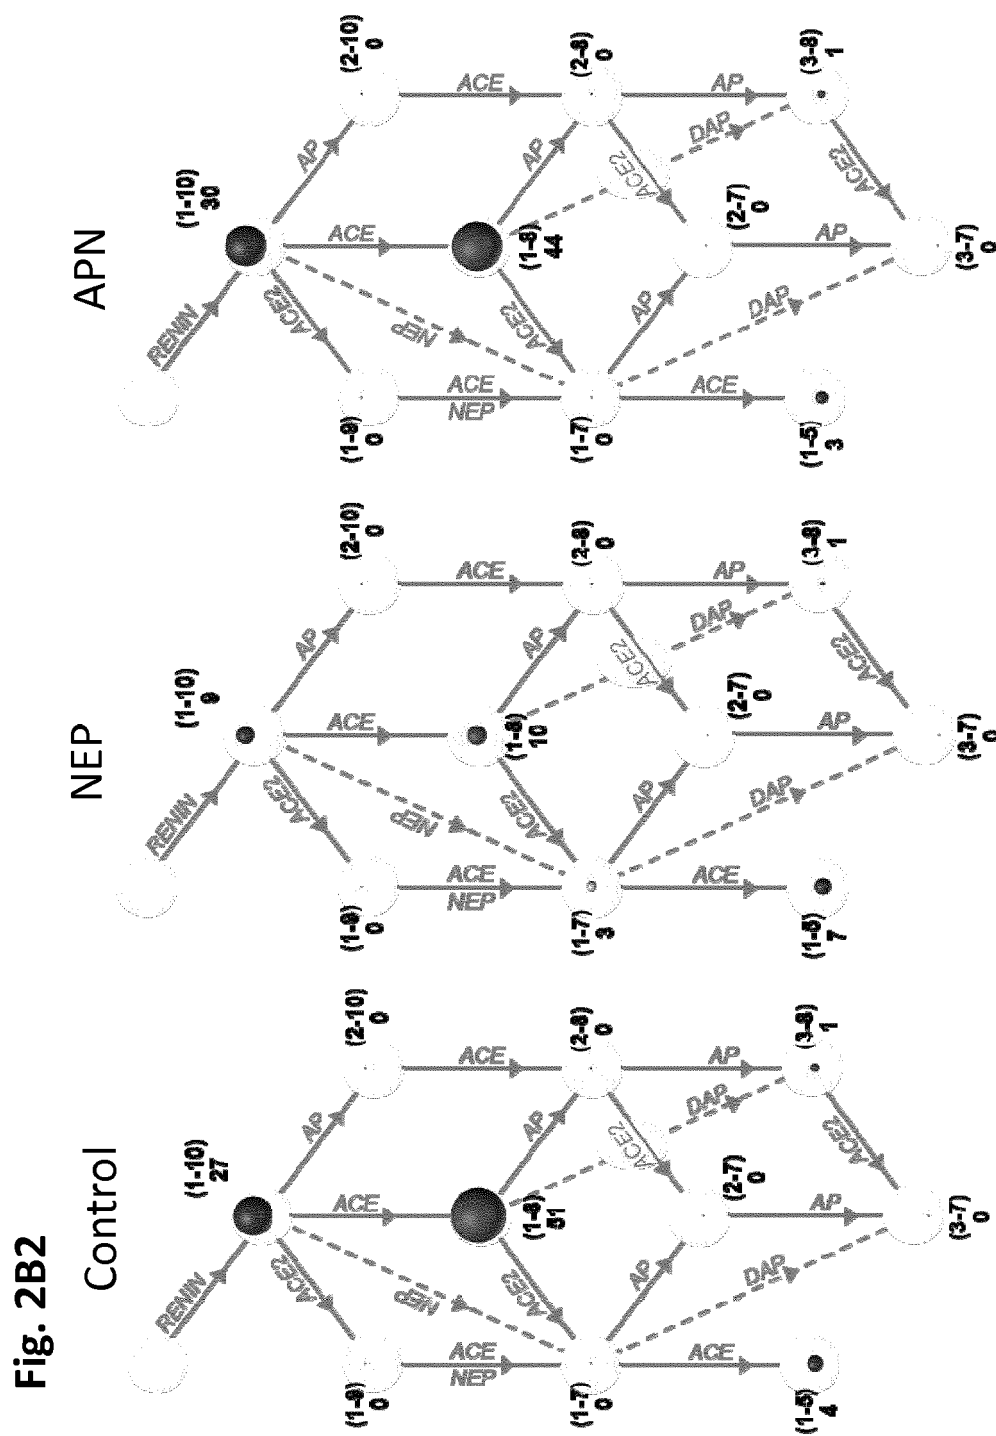 Fig. 2B2
Control
RENIN
(1-10)
27
ACE2
ACE
AP
(1-9)
0
NEP
(2-10)
0
ACE
NEP
(1-8)
51
ACE
ACE2
AP
(1-7)
0
ACE2
(2-8)
0
AP
(2-7)
0
DAP
ACE
DAP
AP
AP
(1-5)
4
ACE2
(3-8)
1
(3-7)
0
NEP
RENIN
(1-10)
9
ACE2
ACE
AP
(1-9)
0
NEP
(2-10)
0
ACE
NEP
(1-8)
10
ACE
ACE2
AP
(1-7)
3
ACE2
(2-8)
0
AP
(2-7)
0
DAP
ACE
DAP
AP
AP
(1-5)
7
ACE2
(3-8)
1
(3-7)
0
APN
RENIN
(1-10)
30
ACE2
ACE
AP
(1-9)
0
NEP
(2-10)
0
ACE
NEP
(1-8)
44
ACE
ACE2
AP
(1-7)
0
ACE2
(2-8)
0
AP
(2-7)
0
DAP
ACE
DAP
AP
AP
(1-5)
3
ACE2
(3-8)
1
(3-7)
0